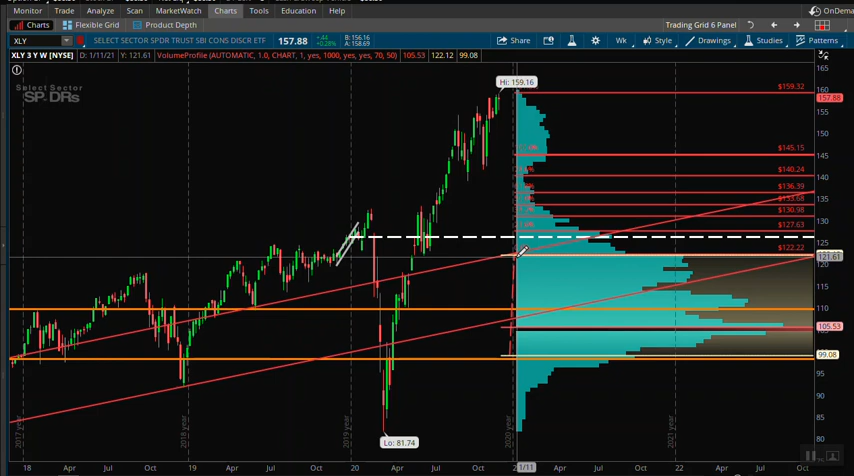 Monitor Trade Analyze Scan MarketWatch Charts Tools Education Help OnDema
Charts Flexible Grid Product Depth Trading Grid 6 Panel
XLY SELECT SECTOR SPDR TRUST SBI CONS DISCR ETF 157.88 +.44 +0.28% B: 156.16 A: 158.69 Share Wk Style Drawings Studies Patterns
XLY 3 Y W [NYSE] D: 1/11/21 Y: 121.61 VolumeProfile (AUTOMATIC, 1.0, CHART, 1, yes, 1000, yes, yes, 70, 50) 105.53 122.12 99.08
Select Sector
SPDRs
Hi: 159.16
$159.32
$145.15
$140.24
$136.39
$133.68
$130.98
$127.63
$122.22
Lo: 81.74
165
160
157.88
155
150
145
140
135
130
125
121.61
120
115
110
105.53
99.08
95
90
85
80
2017 year 2018 year 2019 year 2020 year 2021 year
18 Apr Jul Oct 19 Apr Jul Oct 20 Apr Jul Oct 1/11 Apr Jul Oct 22 Apr Jul Oct